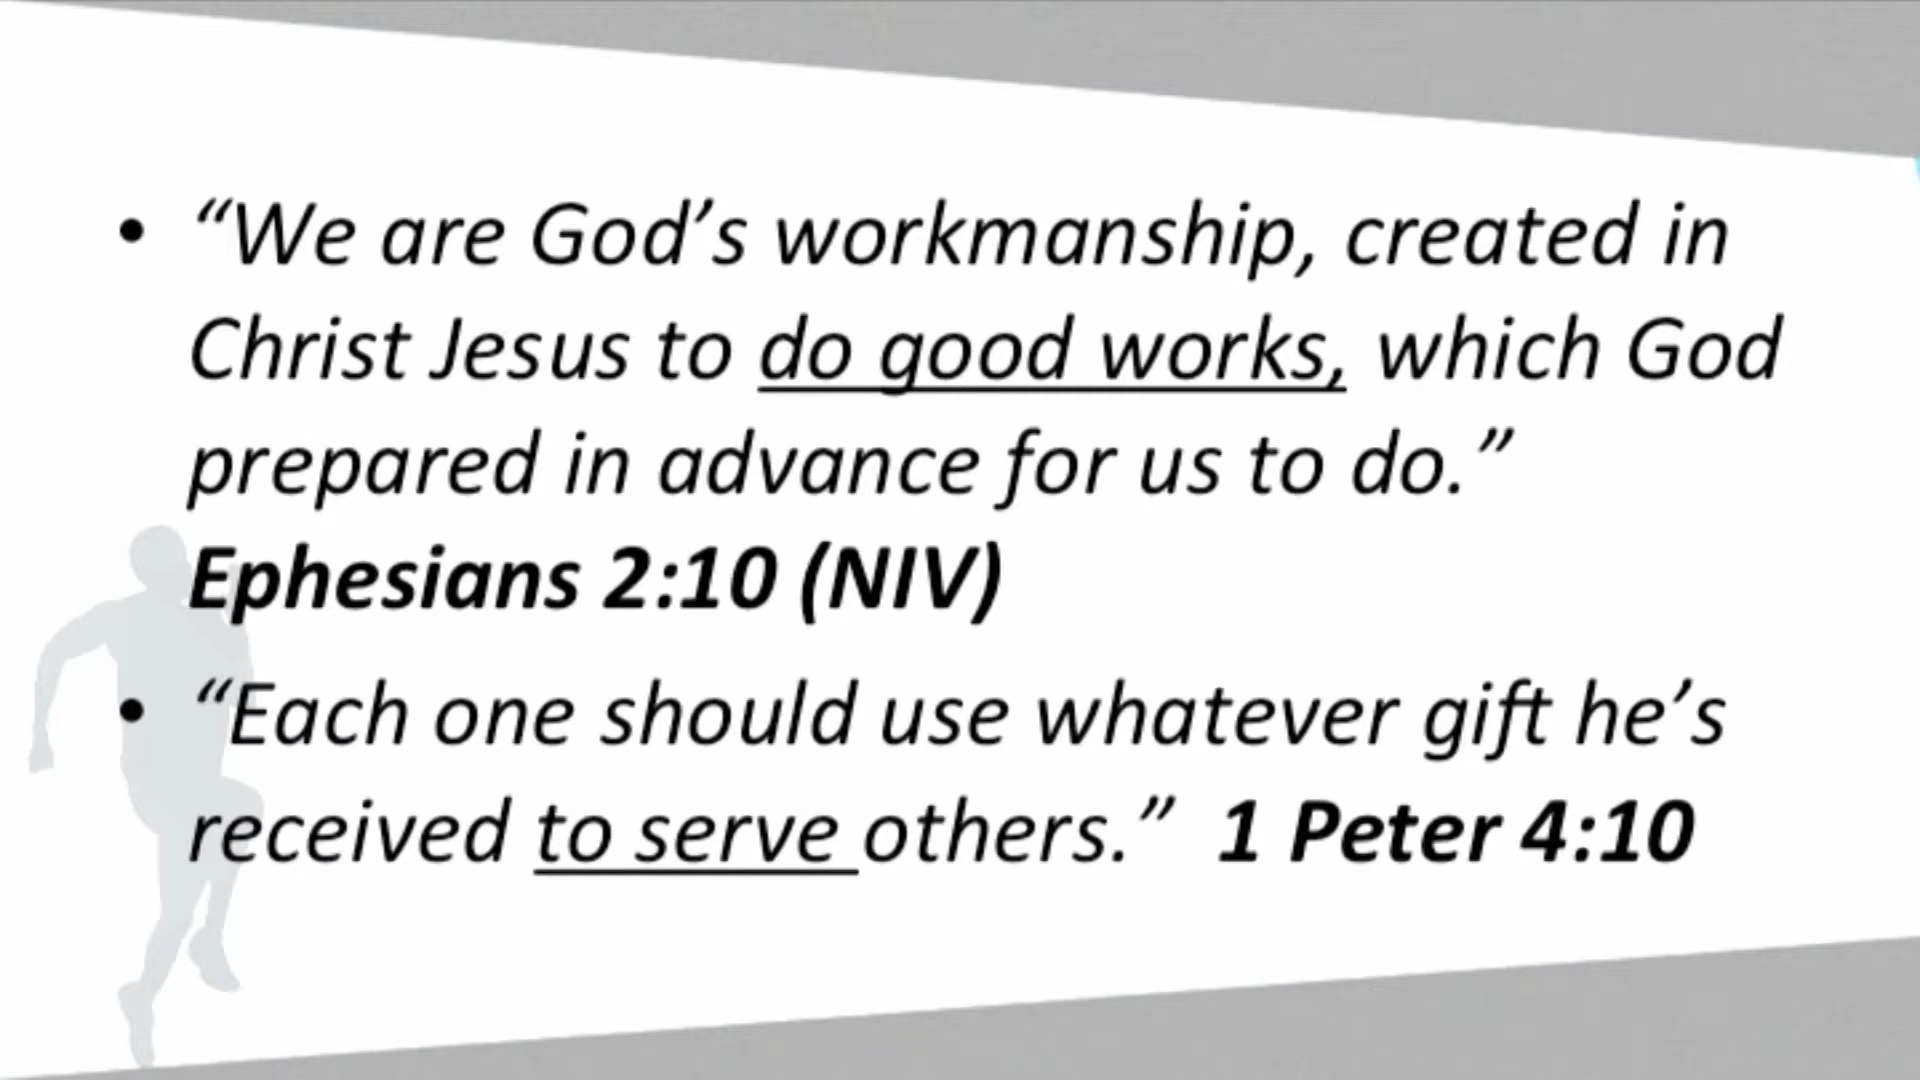 • “We are God’s workmanship, created in
Christ Jesus to do good works, which God
prepared in advance for us to do.”
Ephesians 2:10 (NIV)
• “Each one should use whatever gift he’s
received to serve others.” 1 Peter 4:10